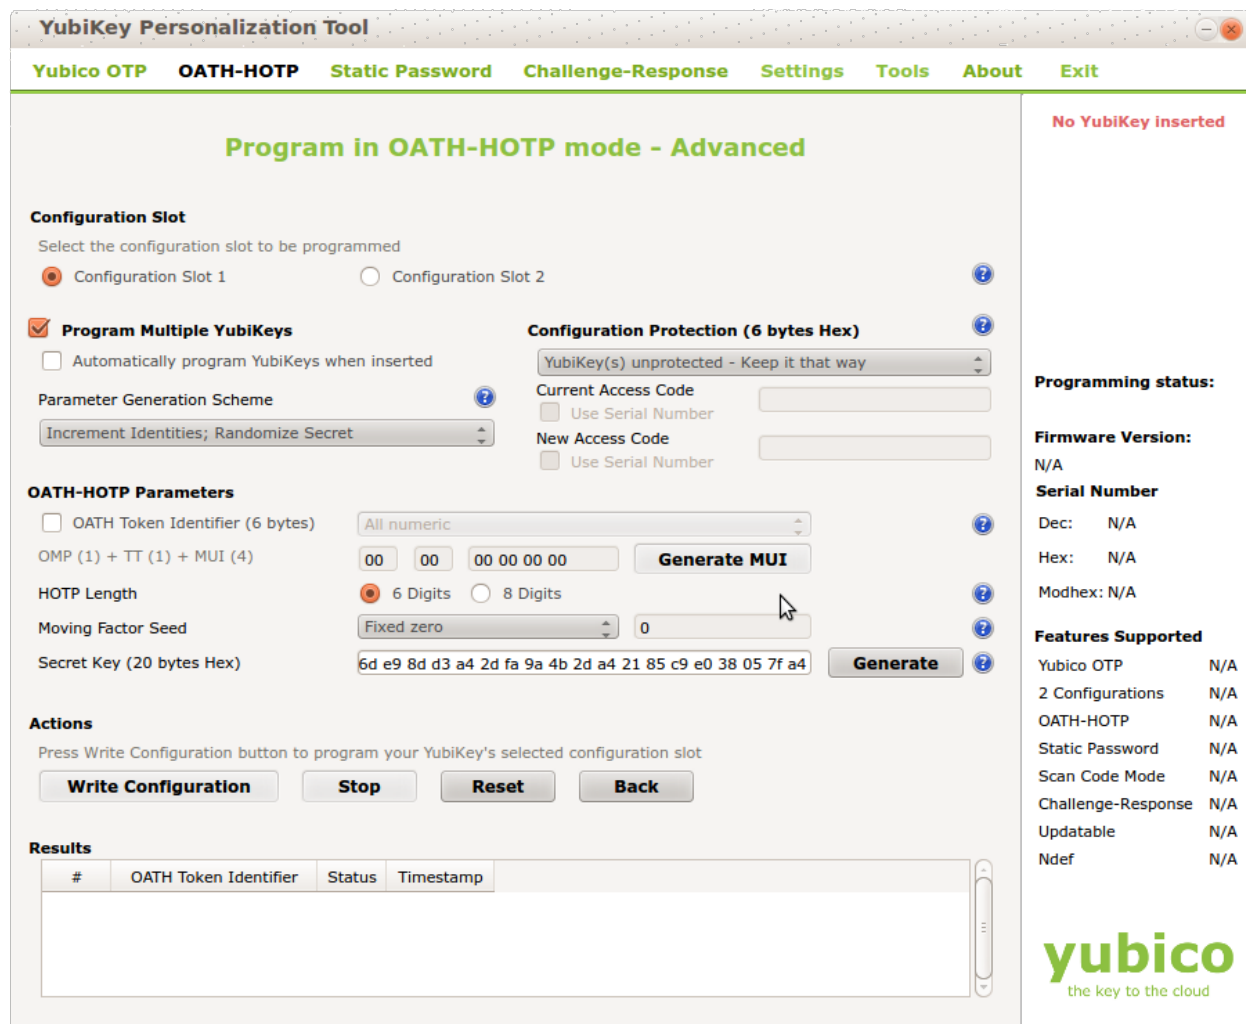 YubiKey Personalization Tool
Yubico OTP OATH-HOTP Static Password Challenge-Response Settings Tools About Exit
No YubiKey inserted
Program in OATH-HOTP mode - Advanced
Configuration Slot
Select the configuration slot to be programmed
Configuration Slot 1 Configuration Slot 2
Program Multiple YubiKeys
Automatically program YubiKeys when inserted
Parameter Generation Scheme
Increment Identities; Randomize Secret
Configuration Protection (6 bytes Hex)
YubiKey(s) unprotected - Keep it that way
Current Access Code
Use Serial Number
New Access Code
Use Serial Number
OATH-HOTP Parameters
OATH Token Identifier (6 bytes) All numeric
OMP (1) + TT (1) + MUI (4) 00 00 00 00 00 00 Generate MUI
HOTP Length 6 Digits 8 Digits
Moving Factor Seed Fixed zero 0
Secret Key (20 bytes Hex) 6d e9 8d d3 a4 2d fa 9a 4b 2d a4 21 85 c9 e0 38 05 7f a4 Generate
Actions
Press Write Configuration button to program your YubiKey's selected configuration slot
Write Configuration Stop Reset Back
Results
# OATH Token Identifier Status Timestamp
Programming status:
Firmware Version:
N/A
Serial Number
Dec: N/A
Hex: N/A
Modhex: N/A
Features Supported
Yubico OTP N/A
2 Configurations N/A
OATH-HOTP N/A
Static Password N/A
Scan Code Mode N/A
Challenge-Response N/A
Updatable N/A
Ndef N/A
yubico
the key to the cloud